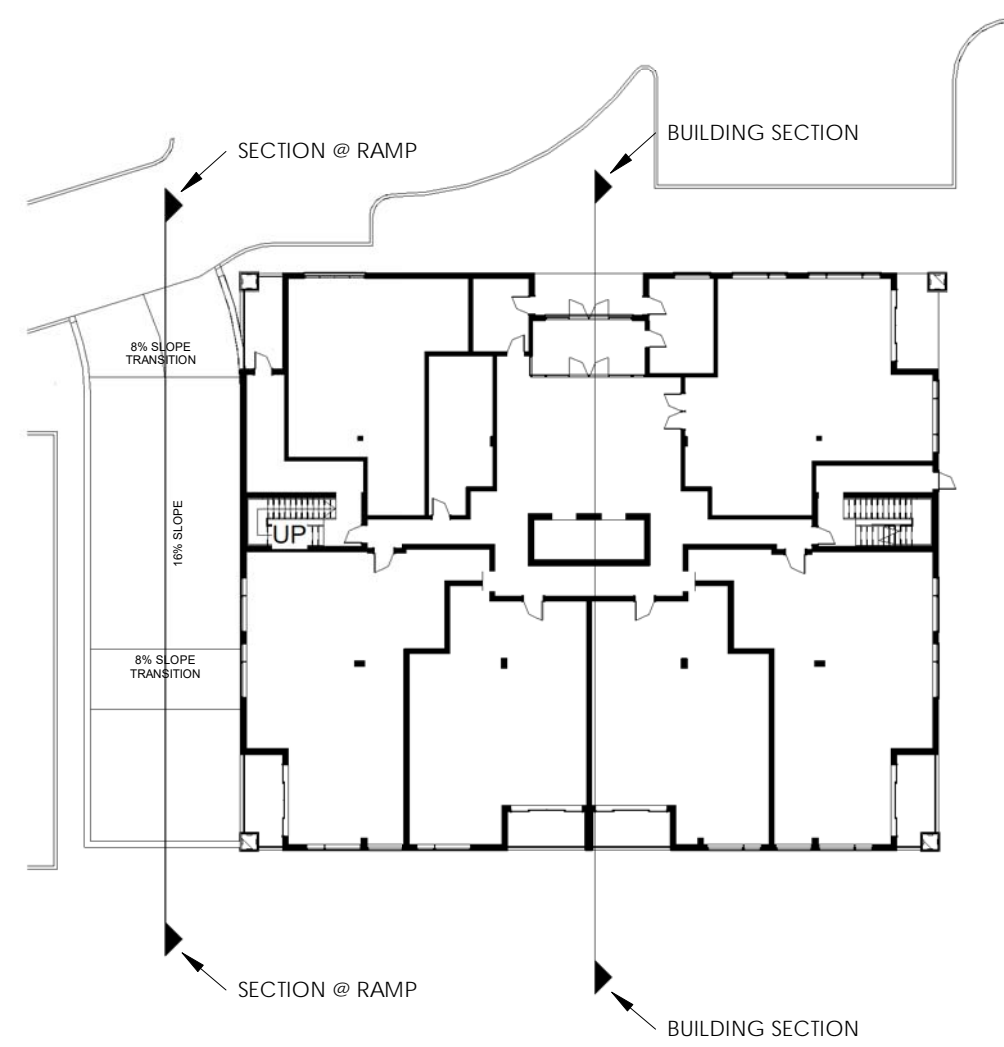 BUILDING SECTION
SECTION @ RAMP
8% SLOPE
TRANSITION
16% SLOPE
UP
8% SLOPE
TRANSITION
SECTION @ RAMP
BUILDING SECTION